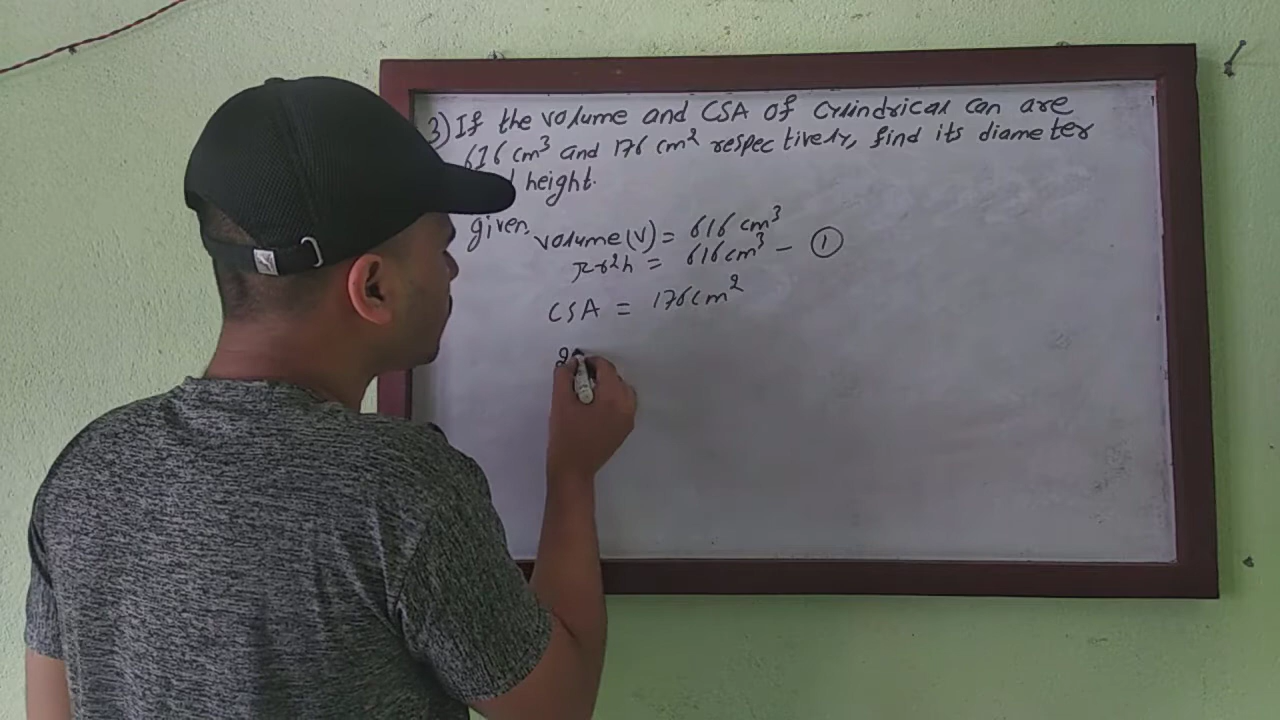 3) If the volume and CSA of Cylindrical can are
616 cm³ and 176 cm² respectively, find its diameter
height.
given,
volume(v) = 616 cm³
πr²h = 616 cm³ - ①
CSA = 176 cm²
2